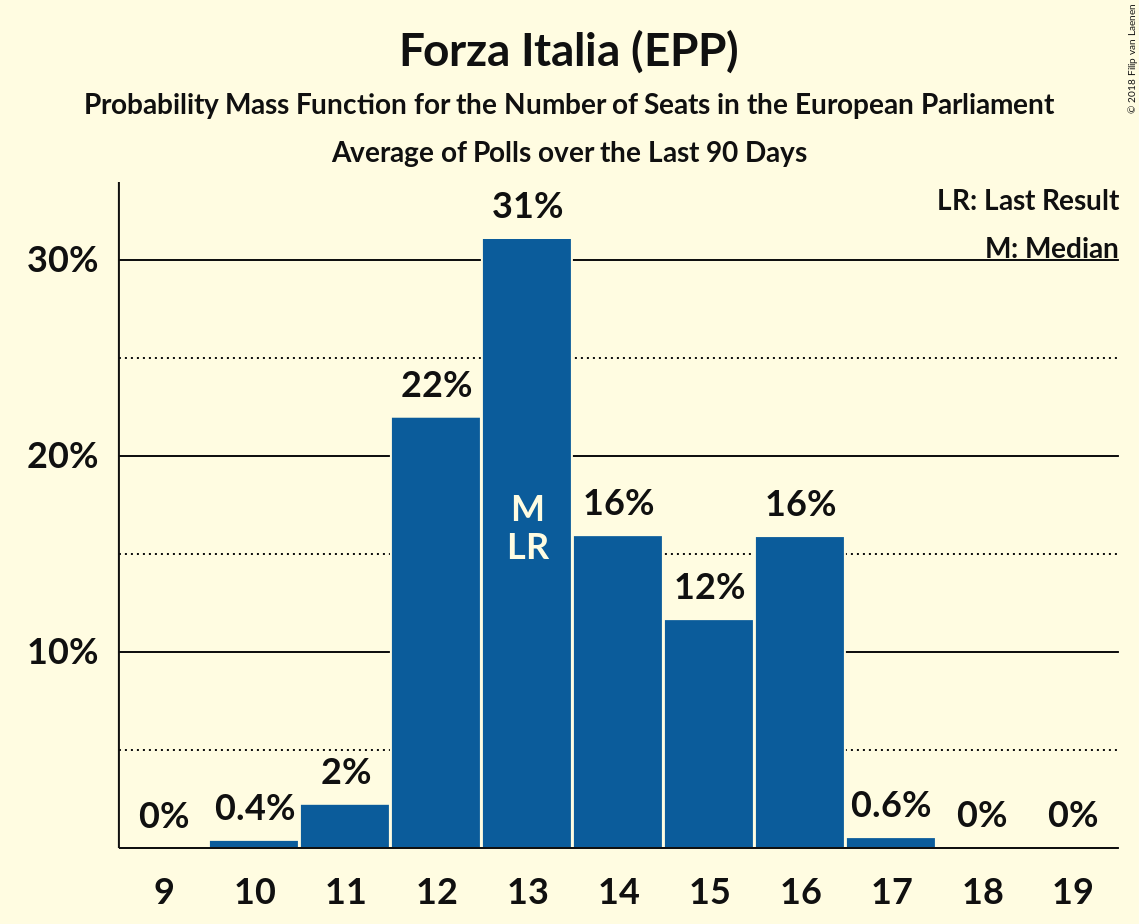 Forza Italia (EPP)
Probability Mass Function for the Number of Seats in the European Parliament
Average of Polls over the Last 90 Days
© 2018 Filip van Laenen
LR: Last Result
M: Median
30%
20%
10%
0%
0.4%
2%
22%
31%
16%
12%
16%
0.6%
0%
0%
M
LR
9 10 11 12 13 14 15 16 17 18 19